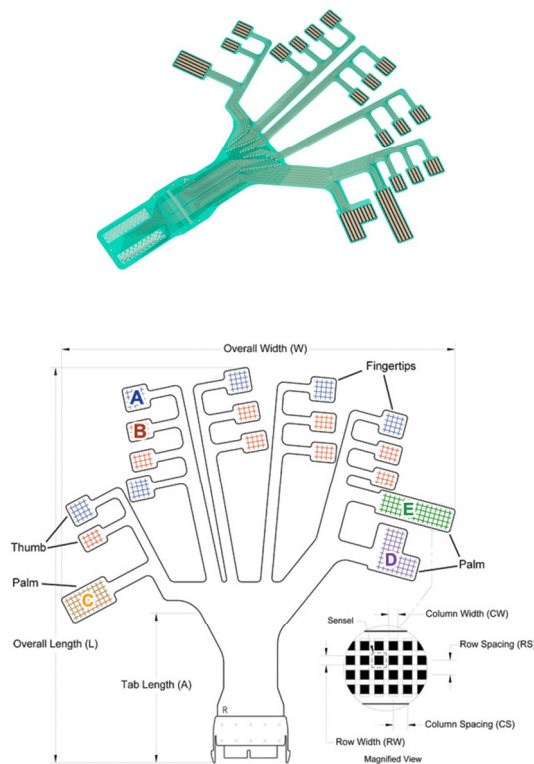 Overall Width (W)
Fingertips
A
B
E
Thumb
D
Palm
Palm
C
Column Width (CW)
Sensel
Row Spacing (RS)
Overall Length (L)
Tab Length (A)
R
Column Spacing (CS)
Row Width (RW)
Magnified View